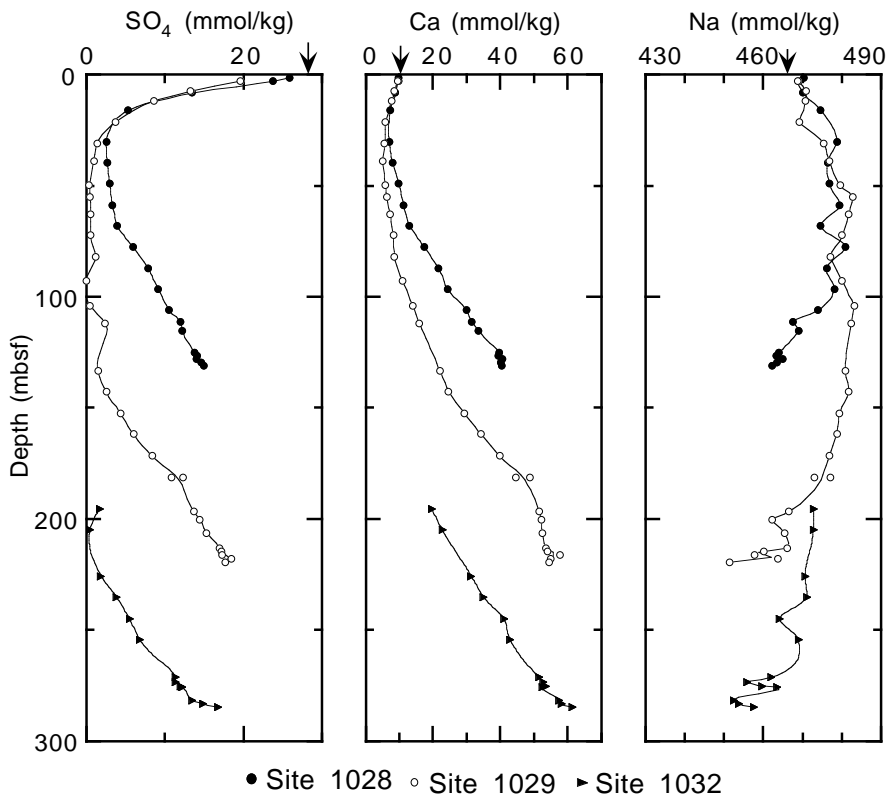 SO4 (mmol/kg) Ca (mmol/kg) Na (mmol/kg)
0 20 0 20 40 60 430 460 490
0
100
200
300
Depth (mbsf)
Site 1028 Site 1029 Site 1032